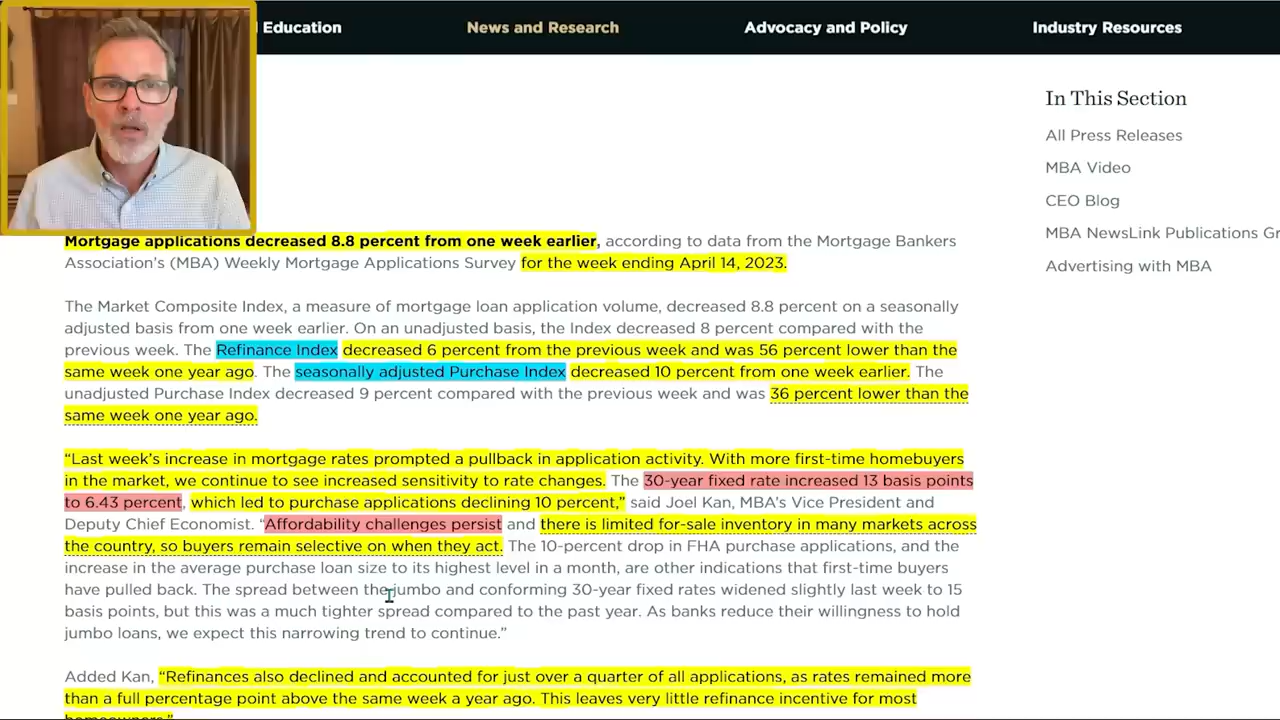 Education
News and Research
Advocacy and Policy
Industry Resources
In This Section
All Press Releases
MBA Video
CEO Blog
MBA NewsLink Publications Gr
Advertising with MBA
Mortgage applications decreased 8.8 percent from one week earlier, according to data from the Mortgage Bankers
Association’s (MBA) Weekly Mortgage Applications Survey for the week ending April 14, 2023.
The Market Composite Index, a measure of mortgage loan application volume, decreased 8.8 percent on a seasonally
adjusted basis from one week earlier. On an unadjusted basis, the Index decreased 8 percent compared with the
previous week. The Refinance Index decreased 6 percent from the previous week and was 56 percent lower than the
same week one year ago. The seasonally adjusted Purchase Index decreased 10 percent from one week earlier. The
unadjusted Purchase Index decreased 9 percent compared with the previous week and was 36 percent lower than the
same week one year ago.
“Last week’s increase in mortgage rates prompted a pullback in application activity. With more first-time homebuyers
in the market, we continue to see increased sensitivity to rate changes. The 30-year fixed rate increased 13 basis points
to 6.43 percent, which led to purchase applications declining 10 percent,” said Joel Kan, MBA’s Vice President and
Deputy Chief Economist. “Affordability challenges persist and there is limited for-sale inventory in many markets across
the country, so buyers remain selective on when they act. The 10-percent drop in FHA purchase applications, and the
increase in the average purchase loan size to its highest level in a month, are other indications that first-time buyers
have pulled back. The spread between the jumbo and conforming 30-year fixed rates widened slightly last week to 15
basis points, but this was a much tighter spread compared to the past year. As banks reduce their willingness to hold
jumbo loans, we expect this narrowing trend to continue.”
Added Kan, “Refinances also declined and accounted for just over a quarter of all applications, as rates remained more
than a full percentage point above the same week a year ago. This leaves very little refinance incentive for most
homeowners.”